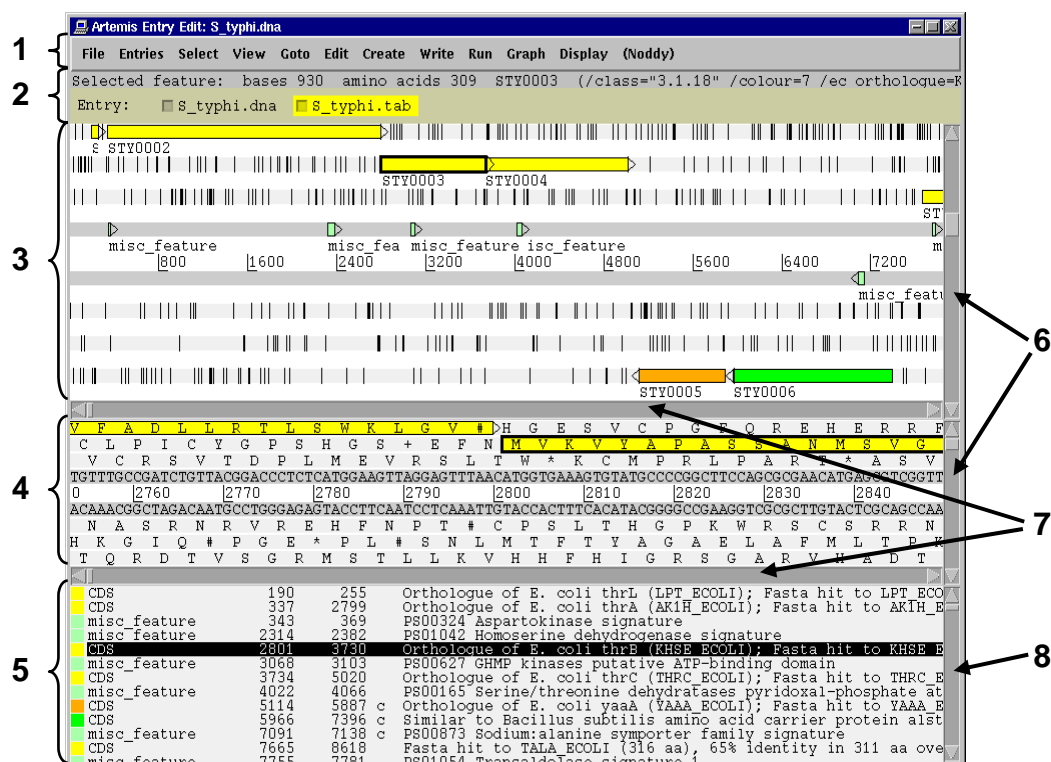 Artemis Entry Edit: S_typhi.dna
1
File Entries Select View Goto Edit Create Write Run Graph Display (Noddy)
2
Selected feature: bases 930 amino acids 309 STY0003 (/class="3.1.18" /colour=7 /ec orthologue=K
Entry: S_typhi.dna S_typhi.tab
3
S STY0002
STY0003 STY0004
ST
misc_feature misc_fea misc_feature isc_feature m
800 1600 2400 3200 4000 4800 5600 6400 7200
misc_featu
6
STY0005 STY0006
4
V F A D L L R T L S W K L G V # H G E S V C P G F Q R E H E R R F
C L P I C Y G P S H G S + E F N M V K V Y A P A S S A N M S V G
V C R S V T D P L M E V R S L T W * K C M P R L P A R T * A S V
TGTTTGCCGATCTGTTACGGACCCTCTCATGGAAGTTAGGAGTTTAACATGGTGAAAGTGTATGCCCCGGCTTCCAGCGCGAACATGAGCGTCGGTT
0 2760 2770 2780 2790 2800 2810 2820 2830 2840
ACAAACGGCTAGACAATGCCTGGGAGAGTACCTTCAATCCTCAAATTGTACCACTTTCACATACGGGGCCGAAGGTCGCGCTTGTACTCGCAGCCAA
N A S R N R V R E H F N P T # C P S L T H G P K W R S C S R R N
H K G I Q # P G E * P L # S N L M T F T Y A G A E L A F M L T P K
T Q R D T V S G R M S T L L K V H H F H I G R S G A R V H A D T
7
5
CDS 190 255 Orthologue of E. coli thrL (LPT_ECOLI); Fasta hit to LPT_ECO
CDS 337 2799 Orthologue of E. coli thrA (AK1H_ECOLI); Fasta hit to AK1H_E
misc_feature 343 369 PS00324 Aspartokinase signature
misc_feature 2314 2382 PS01042 Homoserine dehydrogenase signature
CDS 2801 3730 Orthologue of E. coli thrB (KHSE_ECOLI); Fasta hit to KHSE_E
misc_feature 3068 3103 PS00627 GHMP kinases putative ATP-binding domain
CDS 3734 5020 Orthologue of E. coli thrC (THRC_ECOLI); Fasta hit to THRC_E
misc_feature 4022 4066 PS00165 Serine/threonine dehydratases pyridoxal-phosphate at
CDS 5114 5887 c Orthologue of E. coli yaaA (YAAA_ECOLI); Fasta hit to YAAA_E
CDS 5966 7396 c Similar to Bacillus subtilis amino acid carrier protein alst
misc_feature 7091 7138 c PS00873 Sodium:alanine symporter family signature
CDS 7665 8618 Fasta hit to TALA_ECOLI (316 aa), 65% identity in 311 aa ove
misc_feature 7755 7781 PS01054 Transaldolase signature 1
8